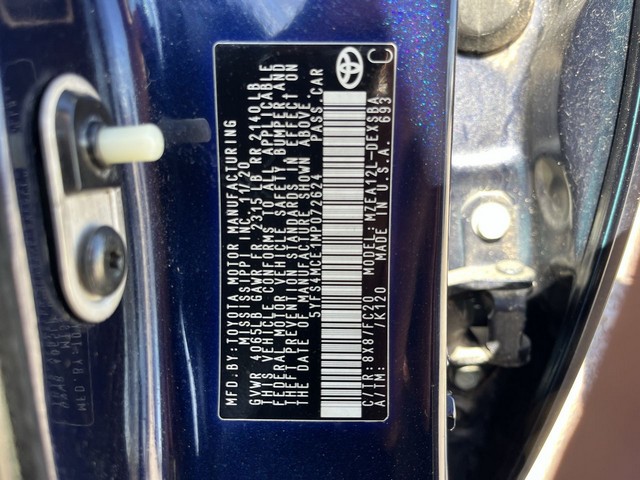 MFD.BY:TOYOTA MOTOR MANUFACTURING
MISSISSIPPI INC. 11/20
GVWR 4065LB GAWR FR 2315 LB RR 2140 LB
THIS VEHICLE CONFORMS TO ALL APPLICABLE
FEDERAL MOTOR VEHICLE SAFETY BUMPER AND
THEFT PREVENTION STANDARDS IN EFFECT ON
THE DATE OF MANUFACTURE SHOWN ABOVE.
5YFS4MCE1MP072624 PASS.CAR
C/TR: 8X8/FC20 MODEL: MZEA12L-DEXSBA
A/TM: /K120 MADE IN U.S.A. 693
C